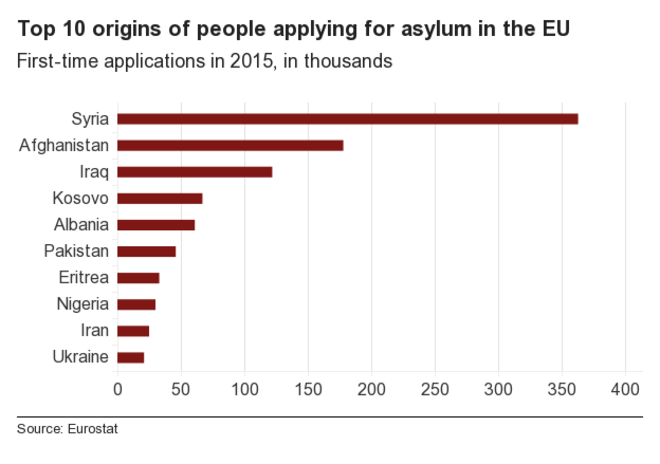 Top 10 origins of people applying for asylum in the EU
First-time applications in 2015, in thousands
Syria
Afghanistan
Iraq
Kosovo
Albania
Pakistan
Eritrea
Nigeria
Iran
Ukraine
0 50 100 150 200 250 300 350 400
Source: Eurostat